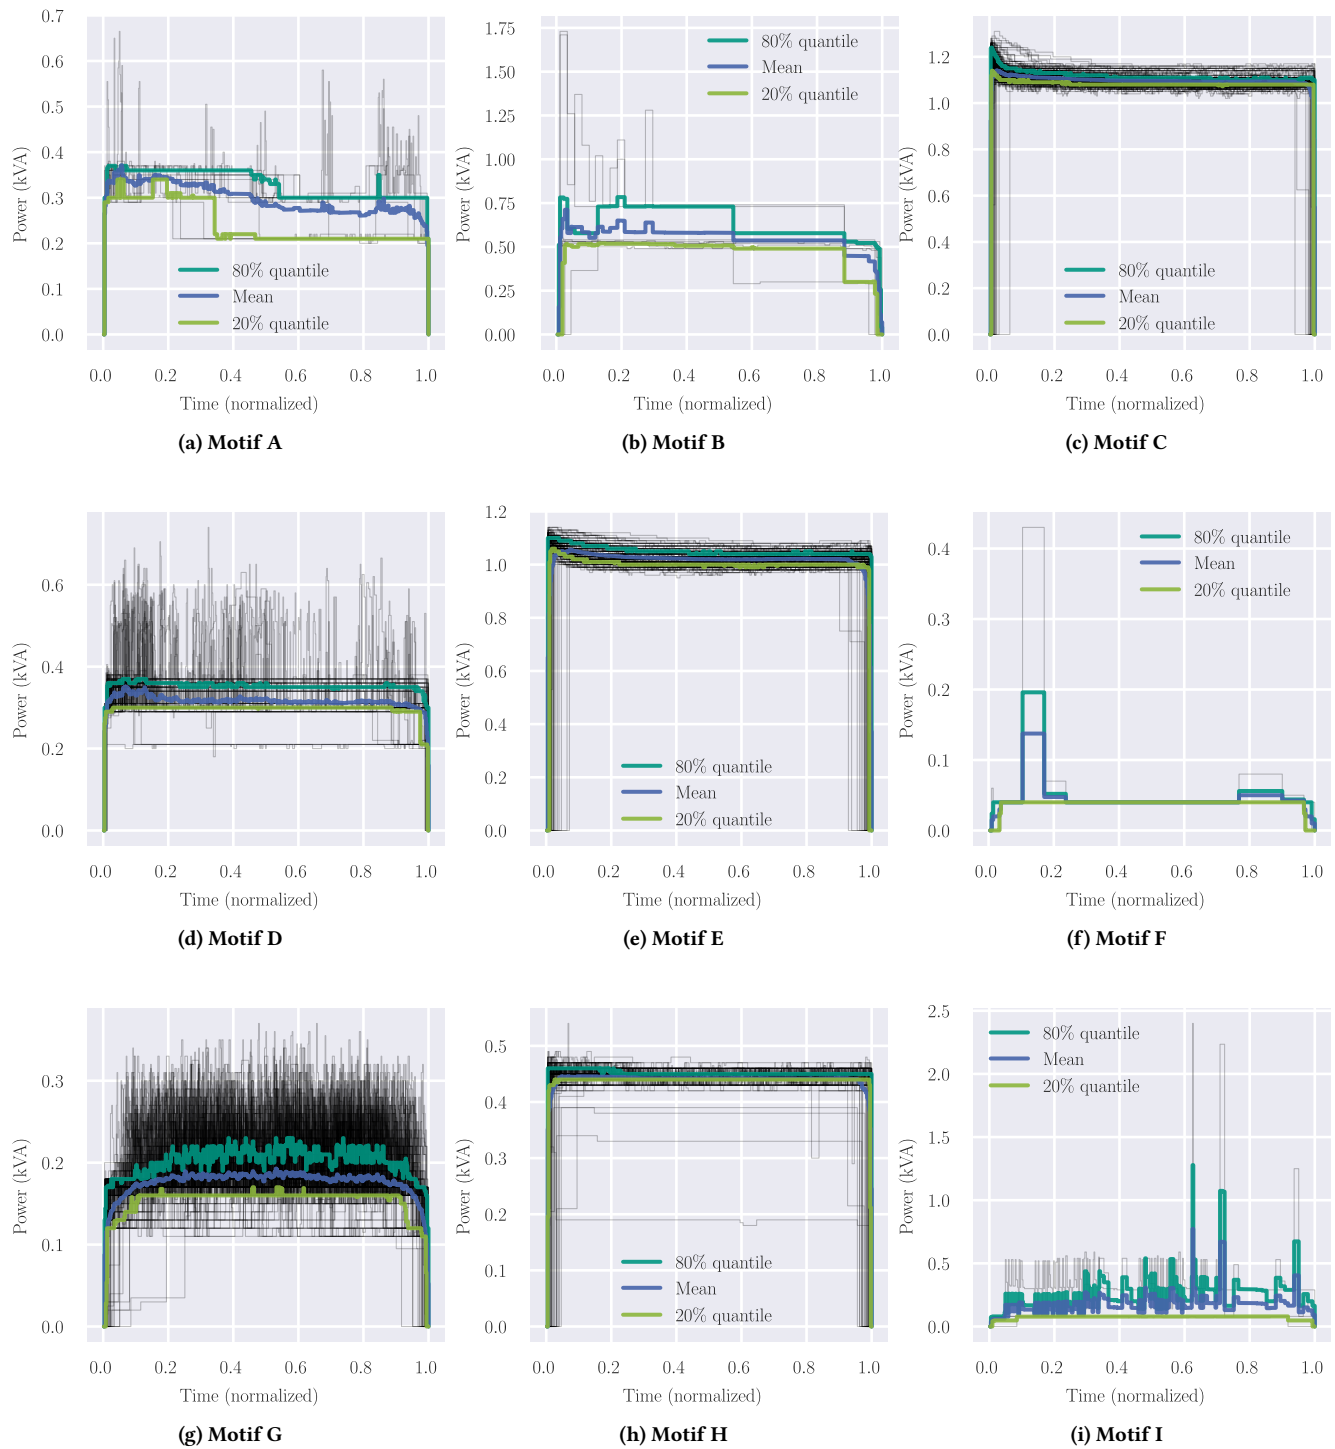 0.7
0.6
0.5
0.4
0.3
0.2
0.1
0.0
Power (kVA)
80% quantile
Mean
20% quantile
0.0 0.2 0.4 0.6 0.8 1.0
Time (normalized)
(a) Motif A
1.75
1.50
1.25
1.00
0.75
0.50
0.25
0.00
Power (kVA)
80% quantile
Mean
20% quantile
0.0 0.2 0.4 0.6 0.8 1.0
Time (normalized)
(b) Motif B
1.2
1.0
0.8
0.6
0.4
0.2
0.0
Power (kVA)
80% quantile
Mean
20% quantile
0.0 0.2 0.4 0.6 0.8 1.0
Time (normalized)
(c) Motif C
0.6
0.4
0.2
0.0
Power (kVA)
0.0 0.2 0.4 0.6 0.8 1.0
Time (normalized)
(d) Motif D
1.2
1.0
0.8
0.6
0.4
0.2
0.0
Power (kVA)
80% quantile
Mean
20% quantile
0.0 0.2 0.4 0.6 0.8 1.0
Time (normalized)
(e) Motif E
0.4
0.3
0.2
0.1
0.0
Power (kVA)
80% quantile
Mean
20% quantile
0.0 0.2 0.4 0.6 0.8 1.0
Time (normalized)
(f) Motif F
0.3
0.2
0.1
0.0
Power (kVA)
0.0 0.2 0.4 0.6 0.8 1.0
Time (normalized)
(g) Motif G
0.5
0.4
0.3
0.2
0.1
0.0
Power (kVA)
80% quantile
Mean
20% quantile
0.0 0.2 0.4 0.6 0.8 1.0
Time (normalized)
(h) Motif H
2.5
2.0
1.5
1.0
0.5
0.0
Power (kVA)
80% quantile
Mean
20% quantile
0.0 0.2 0.4 0.6 0.8 1.0
Time (normalized)
(i) Motif I